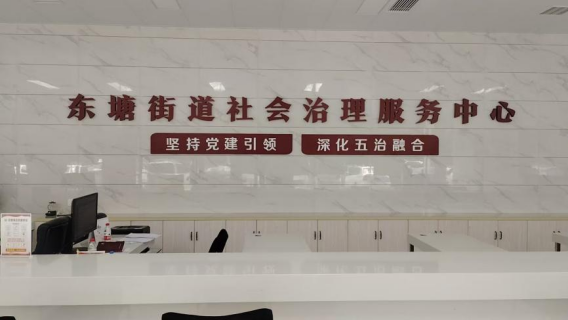 东塘街道社会治理服务中心
坚持党建引领 深化五治融合